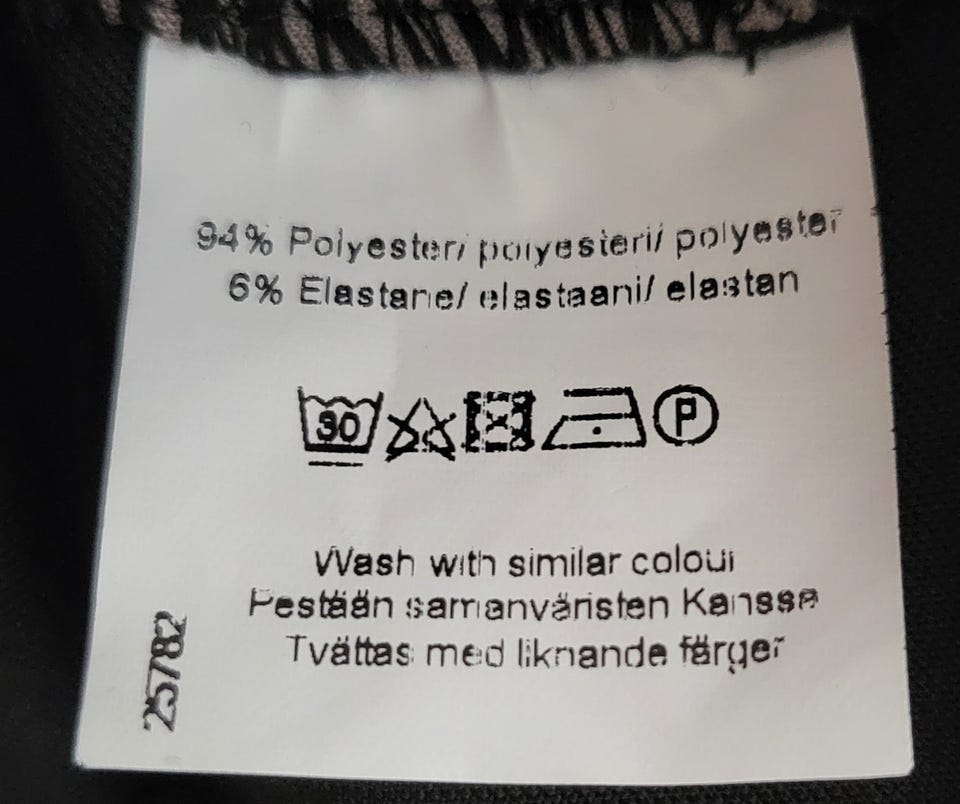 94% Polyester/ polyesteri/ polyester
6% Elastane/ elastaani/ elastan
30 P
Wash with similar colour
Pestään samanväristen Kanssa
Tvättas med liknande färger
25782